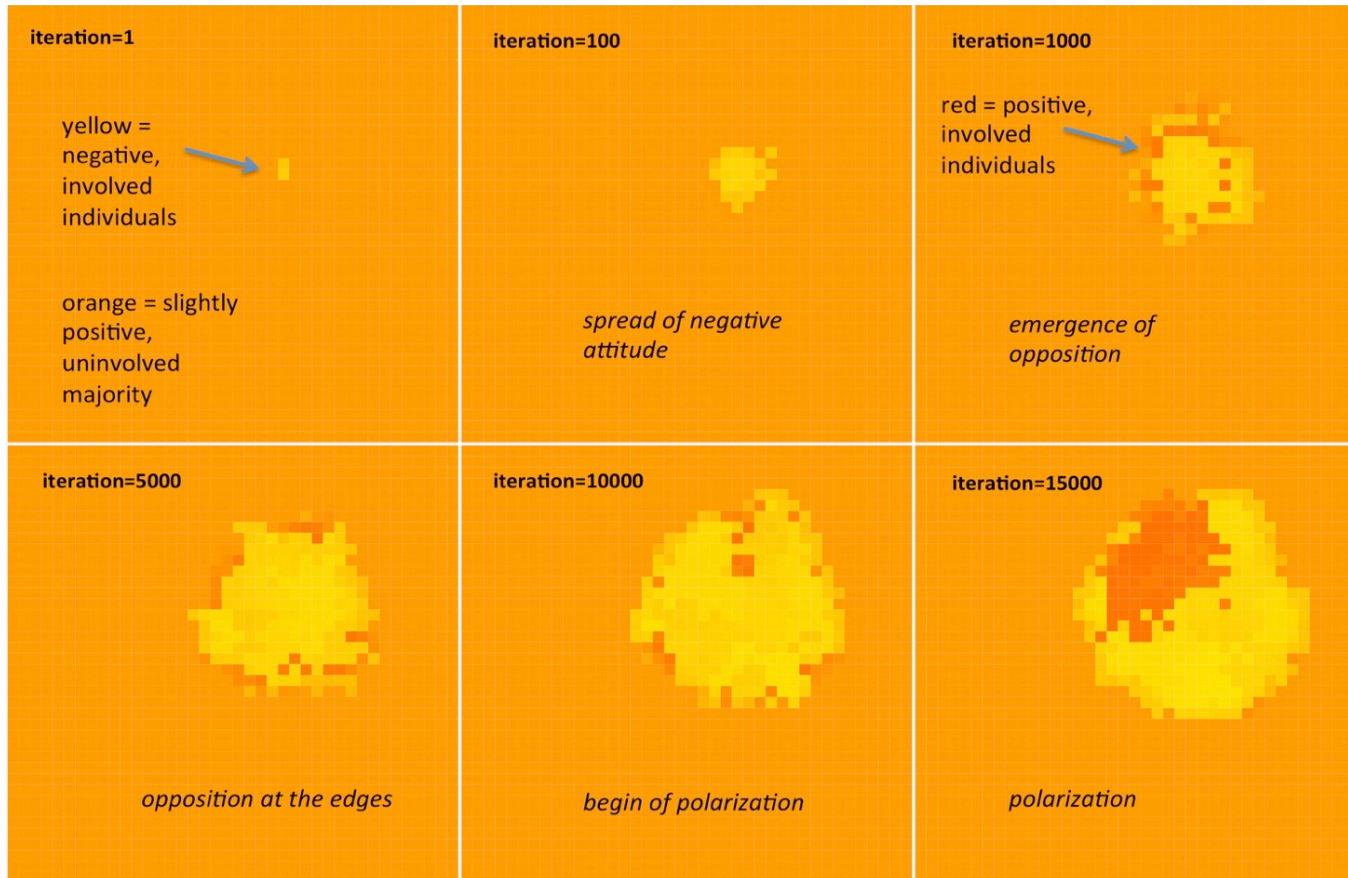 iteration=1
yellow =
negative,
involved
individuals
orange = slightly
positive,
uninvolved
majority
iteration=100
spread of negative
attitude
iteration=1000
red = positive,
involved
individuals
emergence of
opposition
iteration=5000
opposition at the edges
iteration=10000
begin of polarization
iteration=15000
polarization